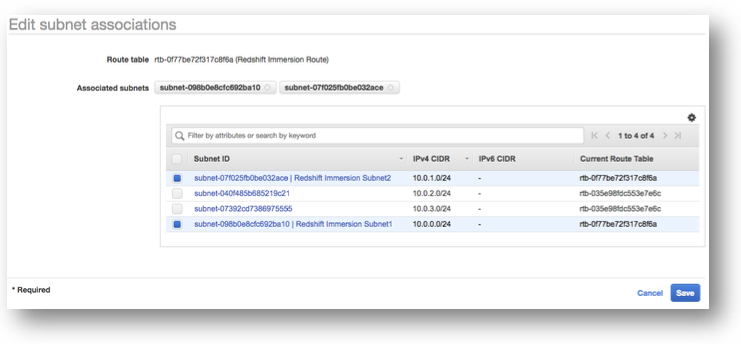 Edit subnet associations
Route table rtb-0f77be72f317c8f6a (Redshift Immersion Route)
Associated subnets subnet-098b0e8cfc692ba10 subnet-07f025fb0be032ace
Filter by attributes or search by keyword 1 to 4 of 4
Subnet ID IPv4 CIDR IPv6 CIDR Current Route Table
subnet-07f025fb0be032ace | Redshift Immersion Subnet2 10.0.1.0/24 - rtb-0f77be72f317c8f6a
subnet-040f485b685219c21 10.0.2.0/24 - rtb-035e98fdc553e7e6c
subnet-07392cd7386975555 10.0.3.0/24 - rtb-035e98fdc553e7e6c
subnet-098b0e8cfc692ba10 | Redshift Immersion Subnet1 10.0.0.0/24 - rtb-0f77be72f317c8f6a
* Required
Cancel Save